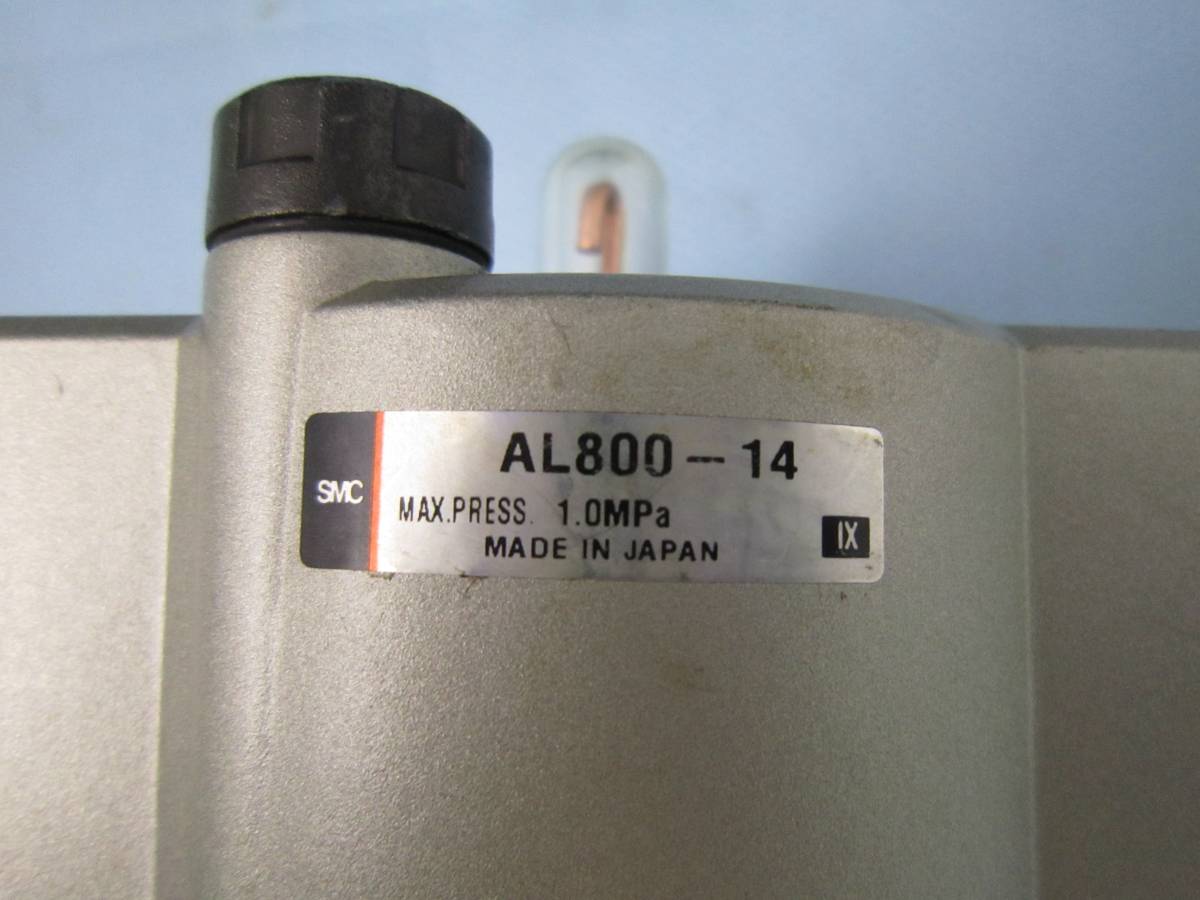 AL800-14
SMC
MAX.PRESS. 1.0MPa
MADE IN JAPAN
IX